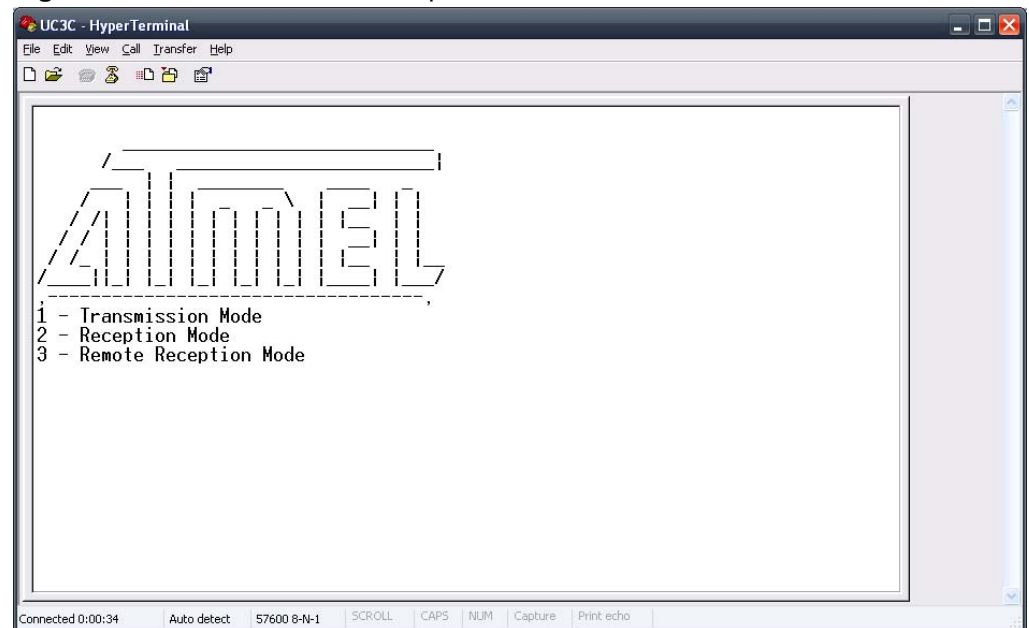 UC3C - HyperTerminal
File Edit View Call Transfer Help
ATMEL
1 - Transmission Mode
2 - Reception Mode
3 - Remote Reception Mode
Connected 0:00:34 Auto detect 57600 8-N-1 SCROLL CAPS NUM Capture Print echo